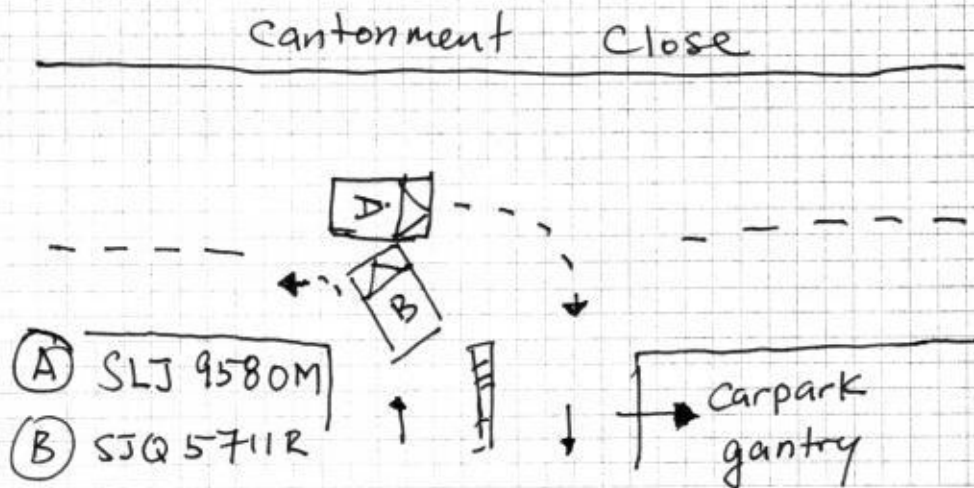 Cantonment Close
A
B
A SLJ 9580M
B SJQ 5711R
Carpark
gantry